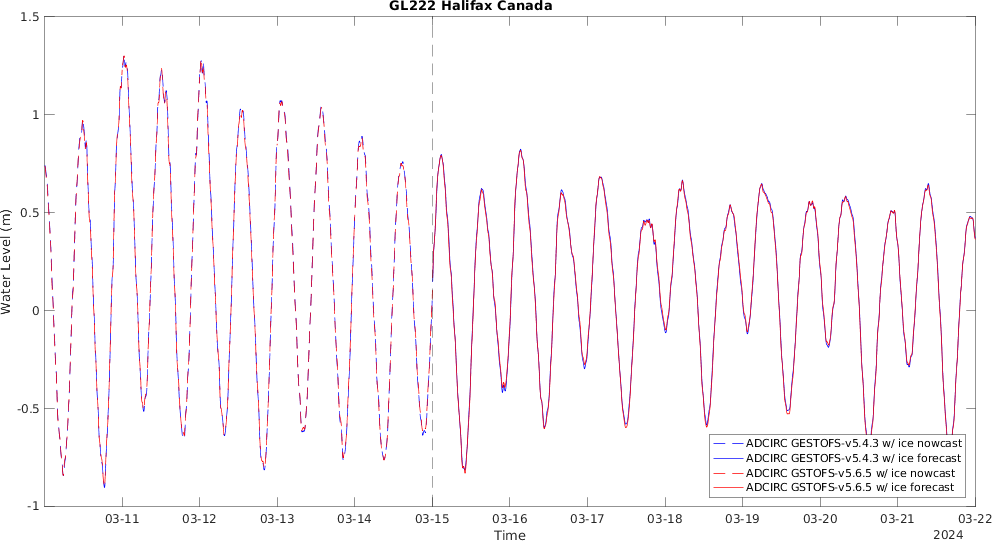 GL222 Halifax Canada
1.5
1
0.5
0
-0.5
-1
Water Level (m)
03-11 03-12 03-13 03-14 03-15 03-16 03-17 03-18 03-19 03-20 03-21 03-22
Time
2024
ADCIRC GESTOFS-v5.4.3 w/ ice nowcast
ADCIRC GESTOFS-v5.4.3 w/ ice forecast
ADCIRC GSTOFS-v5.6.5 w/ ice nowcast
ADCIRC GSTOFS-v5.6.5 w/ ice forecast